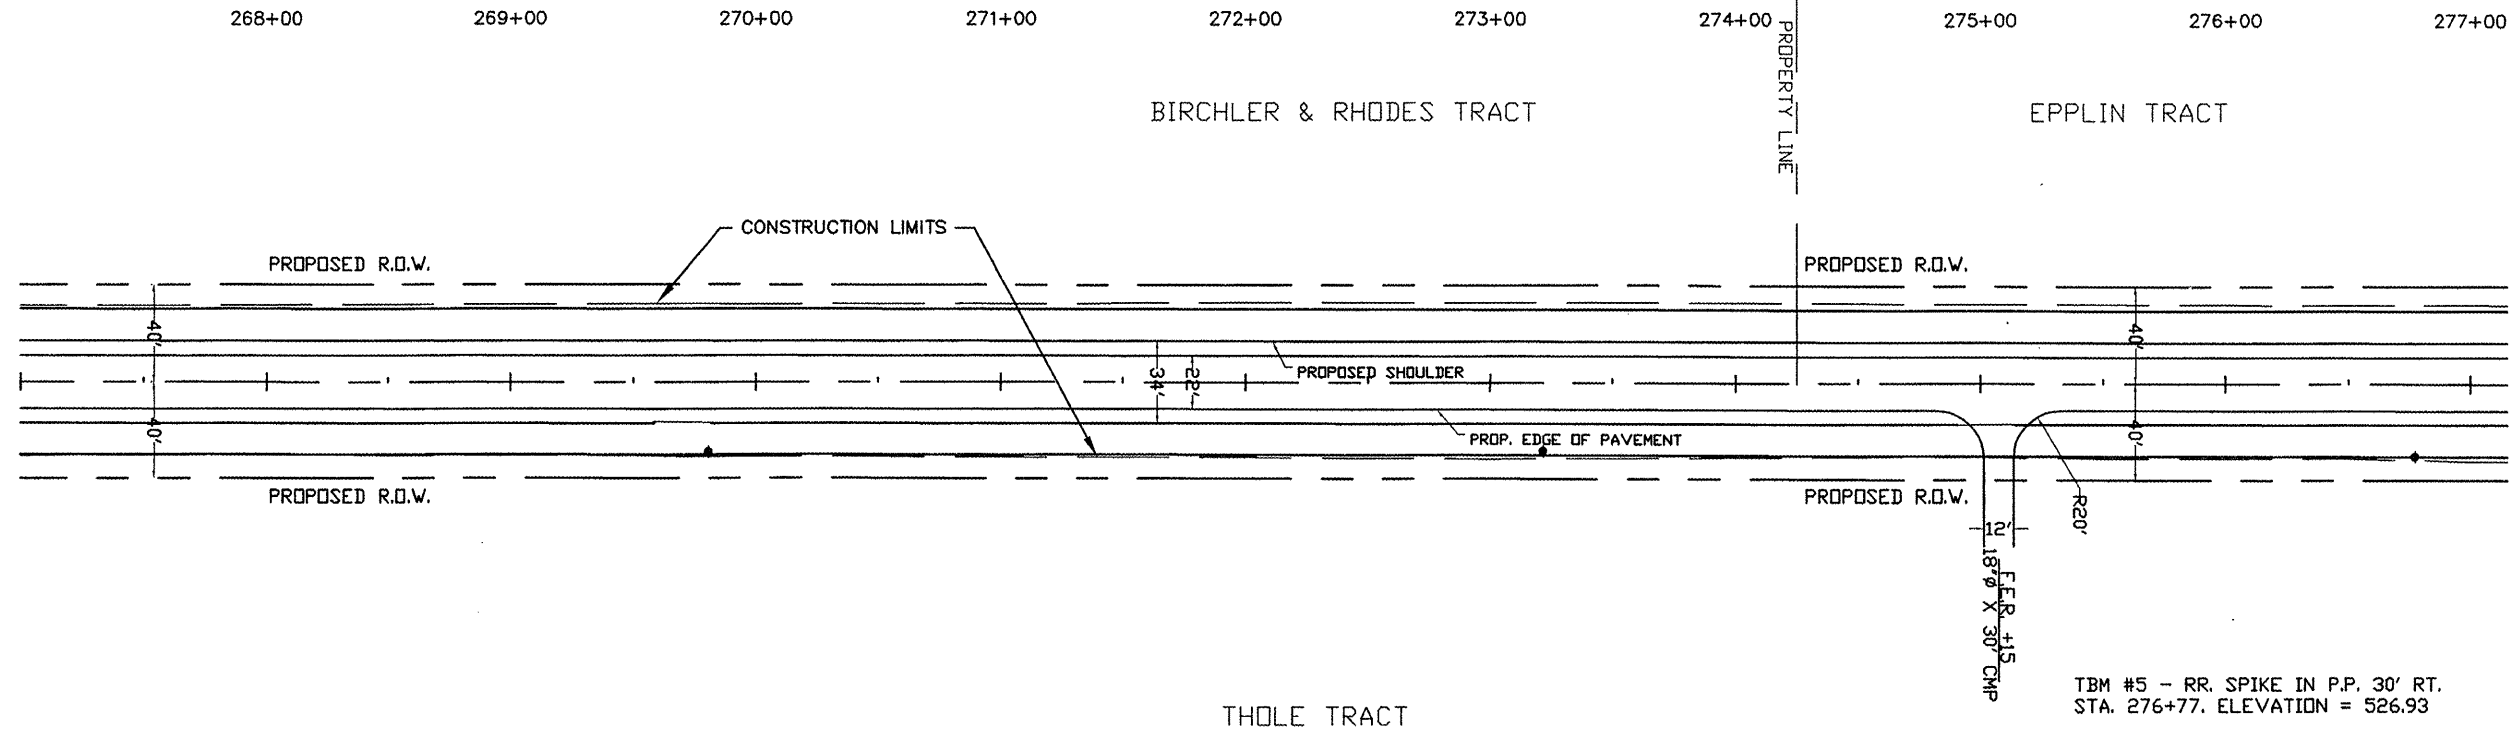 268+00 269+00 270+00 271+00 272+00 273+00 274+00 275+00 276+00 277+00
PROPERTY LINE
BIRCHLER & RHODES TRACT
EPPLIN TRACT
CONSTRUCTION LIMITS
PROPOSED R.O.W.
PROPOSED R.O.W.
40'
40'
34'
22'
PROPOSED SHOULDER
40'
40'
PROP. EDGE OF PAVEMENT
PROPOSED R.O.W.
PROPOSED R.O.W.
R20'
12'
F.E.R. +15
18"ø X 30' CMP
TBM #5 - RR. SPIKE IN P.P. 30' RT.
STA. 276+77. ELEVATION = 526.93
THOLE TRACT